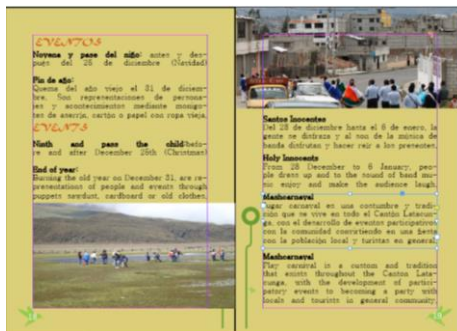 EVENTOS
Novena y pase del niño: antes y des-
pués del 25 de diciembre (Navidad)
Fin de año:
Quema del año viejo el 31 de diciem-
bre, Son representaciones de persona-
jes y acontecimientos mediante monigo-
tes de aserrín, cartón o papel con ropa vieja.
EVENTS
Ninth and pass the child:befo-
re and after December 25th (Christmas)
End of year:
Burning the old year on December 31, are re-
presentations of people and events through
puppets sawdust, cardboard or old clothes.
Santos Inocentes
Del 28 de diciembre hasta el 6 de enero, la
gente se disfraza y al son de la música de
banda disfrutan y hacer reír a los presentes.
Holy Innocents
From 28 December to 6 January, peo-
ple dress up and to the sound of band mu-
sic enjoy and make the audience laugh.
Mashcarnaval
Jugar carnaval es una costumbre y tradi-
ción que se vive en todo el Cantón Latacun-
ga, con el desarrollo de eventos participativos
con la comunidad convirtiendo en una fiesta
con la población local y turistas en general.
Mashcarnaval
Play carnival is a custom and tradition
that exists throughout the Cantón Lata-
cunga, with the development of partici-
patory events to becoming a party with
locals and tourists in general community.